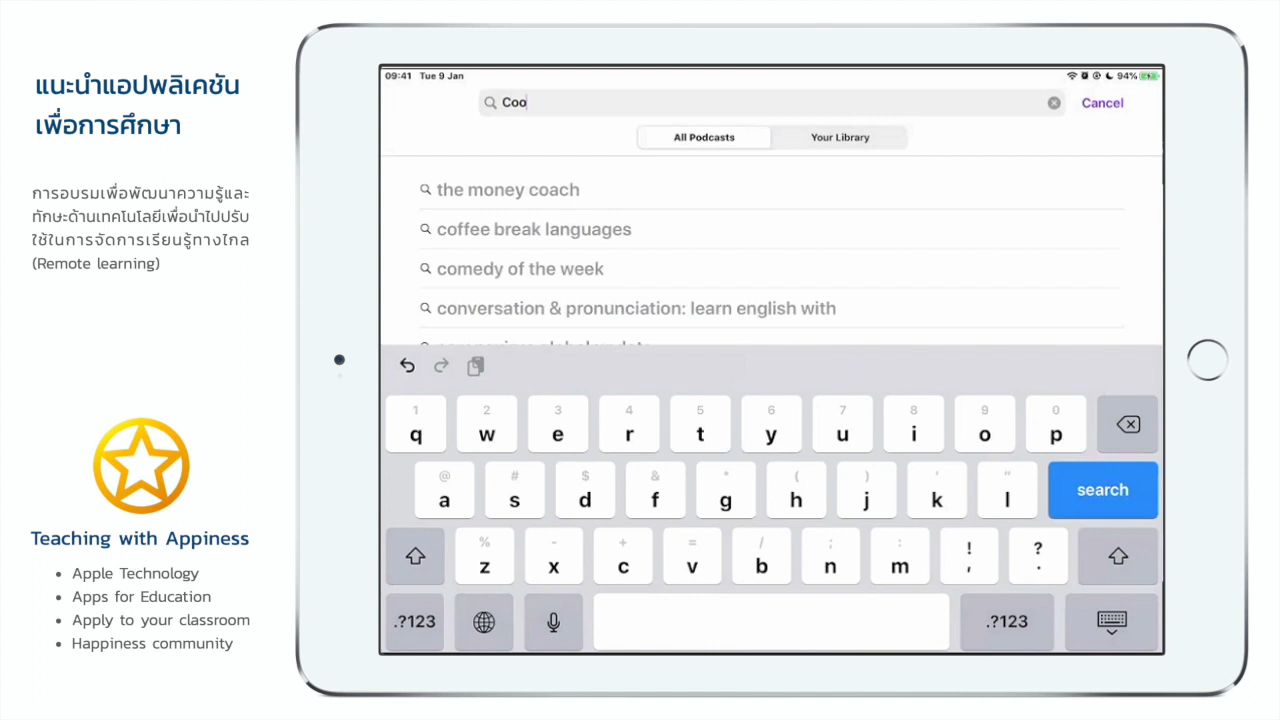 แนะนำแอปพลิเคชัน
เพื่อการศึกษา
การอบรมเพื่อพัฒนาความรู้และ
ทักษะด้านเทคโนโลยีเพื่อนำไปปรับ
ใช้ในการจัดการเรียนรู้ทางไกล
(Remote learning)
Teaching with Appiness
• Apple Technology
• Apps for Education
• Apply to your classroom
• Happiness community
09:41 Tue 9 Jan
94%
Coo
Cancel
All Podcasts
Your Library
the money coach
coffee break languages
comedy of the week
conversation & pronunciation: learn english with
1 2 3 4 5 6 7 8 9 0
q w e r t y u i o p
@ # $ & * ( ) ' "
a s d f g h j k l search
% - + = / ; : ! ?
z x c v b n m , .
.?123 .?123